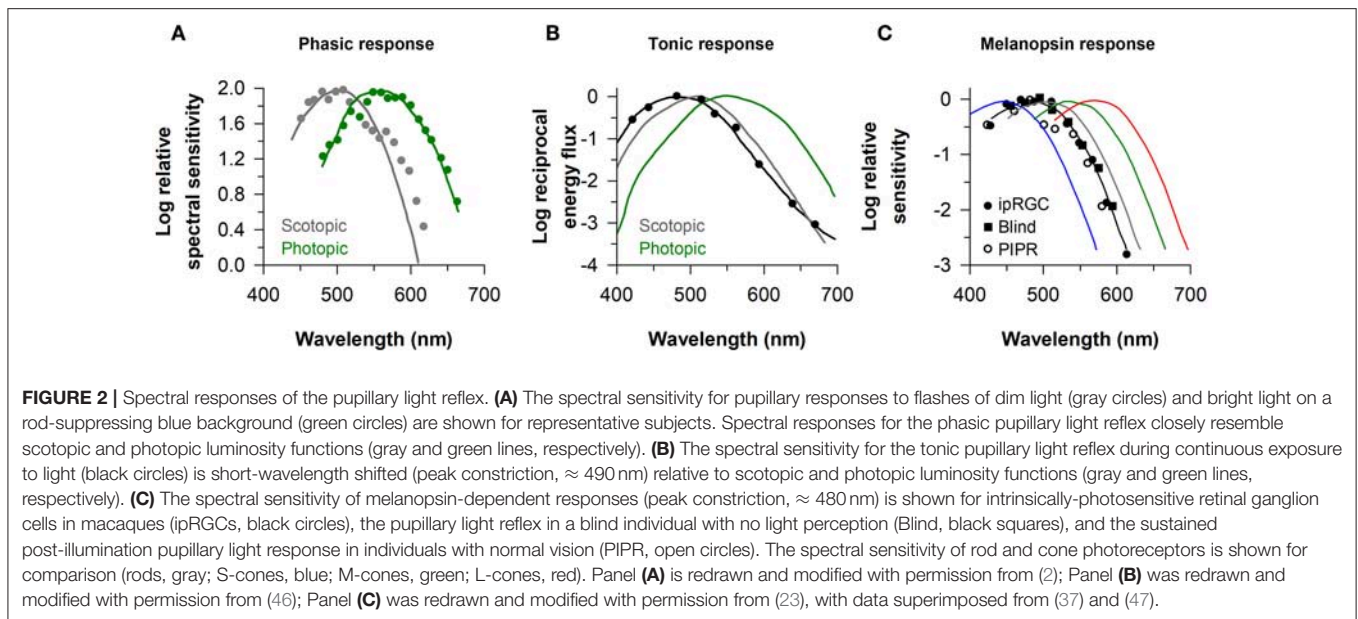 A
Phasic response
Log relative
spectral sensitivity
2.0
1.6
1.2
0.8
0.4
0.0
Scotopic
Photopic
400
500
600
700
Wavelength (nm)
B
Tonic response
Log reciprocal
energy flux
0
-1
-2
-3
-4
Scotopic
Photopic
400
500
600
700
Wavelength (nm)
C
Melanopsin response
Log relative
sensitivity
0
-1
-2
-3
ipRGC
Blind
PIPR
400
500
600
700
Wavelength (nm)
FIGURE 2 | Spectral responses of the pupillary light reflex. (A) The spectral sensitivity for pupillary responses to flashes of dim light (gray circles) and bright light on a
rod-suppressing blue background (green circles) are shown for representative subjects. Spectral responses for the phasic pupillary light reflex closely resemble
scotopic and photopic luminosity functions (gray and green lines, respectively). (B) The spectral sensitivity for the tonic pupillary light reflex during continuous exposure
to light (black circles) is short-wavelength shifted (peak constriction, ≈ 490 nm) relative to scotopic and photopic luminosity functions (gray and green lines,
respectively). (C) The spectral sensitivity of melanopsin-dependent responses (peak constriction, ≈ 480 nm) is shown for intrinsically-photosensitive retinal ganglion
cells in macaques (ipRGCs, black circles), the pupillary light reflex in a blind individual with no light perception (Blind, black squares), and the sustained
post-illumination pupillary light response in individuals with normal vision (PIPR, open circles). The spectral sensitivity of rod and cone photoreceptors is shown for
comparison (rods, gray; S-cones, blue; M-cones, green; L-cones, red). Panel (A) is redrawn and modified with permission from (2); Panel (B) was redrawn and
modified with permission from (46); Panel (C) was redrawn and modified with permission from (23), with data superimposed from (37) and (47).